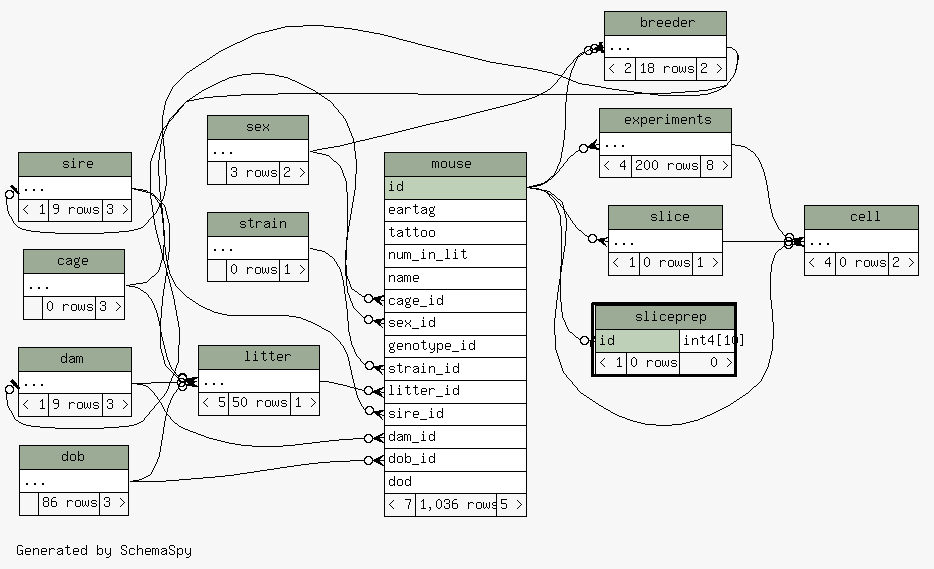 breeder
...
< 2 18 rows 2 >
experiments
...
< 4 200 rows 8 >
sex
...
3 rows 2 >
sire
...
< 1 9 rows 3 >
mouse
id
eartag
tattoo
num_in_lit
name
cage_id
sex_id
genotype_id
strain_id
litter_id
sire_id
dam_id
dob_id
dod
< 7 1,036 rows 5 >
slice
...
< 1 0 rows 1 >
cell
...
< 4 0 rows 2 >
strain
...
0 rows 1 >
cage
...
0 rows 3 >
sliceprep
id int4[10]
< 1 0 rows 0 >
dam
...
< 1 9 rows 3 >
litter
...
< 5 50 rows 1 >
dob
...
86 rows 3 >
Generated by SchemaSpy